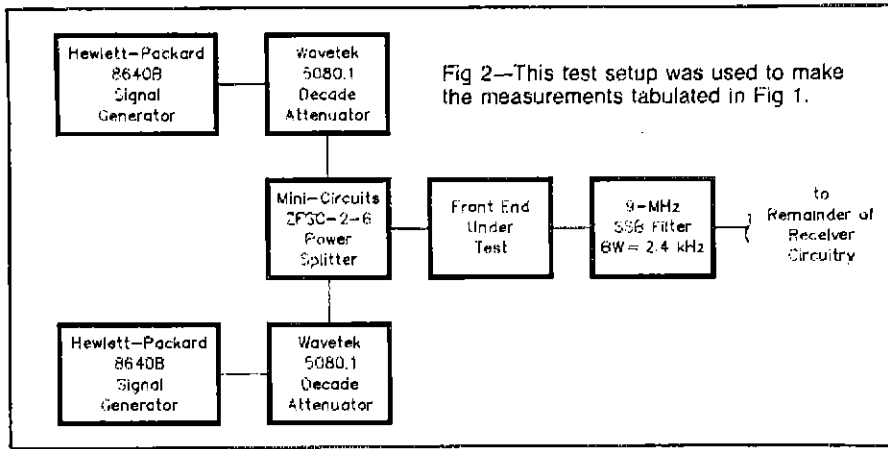 Hewlett-Packard
8640B
Signal
Generator
Wavetek
5080.1
Decade
Attenuator
Fig 2—This test setup was used to make
the measurements tabulated in Fig 1.
Mini-Circuits
ZFSC-2-6
Power
Splitter
Front End
Under
Test
9-MHz
SSB Filter
BW= 2.4 kHz
to
Remainder of
Receiver
Circuitry
Hewlett-Packard
8640B
Signal
Generator
Wavetek
5080.1
Decade
Attenuator